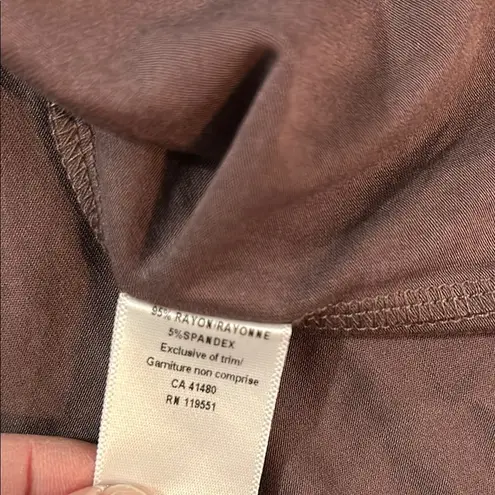 95% RAYON/RAYONNE
5%SPANDEX
Exclusive of trim/
Garniture non comprise
CA 41480
RN 119551